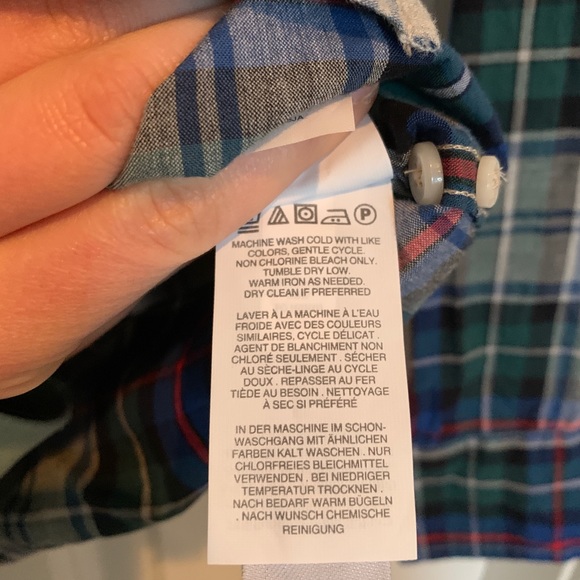 P
MACHINE WASH COLD WITH LIKE
COLORS, GENTLE CYCLE.
NON CHLORINE BLEACH ONLY.
TUMBLE DRY LOW.
WARM IRON AS NEEDED.
DRY CLEAN IF PREFERRED
LAVER À LA MACHINE À L'EAU
FROIDE AVEC DES COULEURS
SIMILAIRES, CYCLE DÉLICAT .
AGENT DE BLANCHIMENT NON
CHLORÉ SEULEMENT . SÉCHER
AU SÈCHE-LINGE AU CYCLE
DOUX . REPASSER AU FER
TIÈDE AU BESOIN . NETTOYAGE
À SEC SI PRÉFÉRÉ
IN DER MASCHINE IM SCHON-
WASCHGANG MIT ÄHNLICHEN
FARBEN KALT WASCHEN . NUR
CHLORFREIES BLEICHMITTEL
VERWENDEN . BEI NIEDRIGER
TEMPERATUR TROCKNEN .
NACH BEDARF WARM BÜGELN
. NACH WUNSCH CHEMISCHE
REINIGUNG